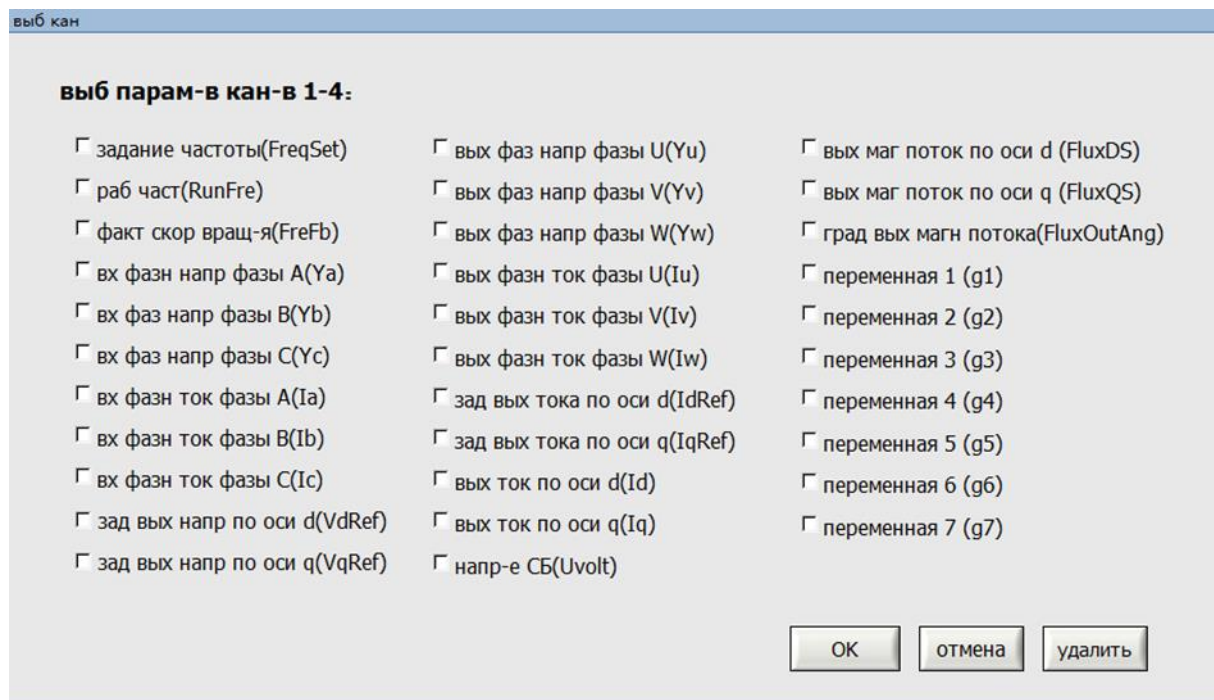 выб кан
выб парам-в кан-в 1-4:
задание частоты(FreqSet)
раб част(RunFre)
факт скор вращ-я(FreFb)
вх фазн напр фазы A(Ya)
вх фаз напр фазы B(Yb)
вх фаз напр фазы C(Yc)
вх фазн ток фазы A(Ia)
вх фазн ток фазы B(Ib)
вх фазн ток фазы C(Ic)
зад вых напр по оси d(VdRef)
зад вых напр по оси q(VqRef)
вых фаз напр фазы U(Yu)
вых фаз напр фазы V(Yv)
вых фаз напр фазы W(Yw)
вых фазн ток фазы U(Iu)
вых фазн ток фазы V(Iv)
вых фазн ток фазы W(Iw)
зад вых тока по оси d(IdRef)
зад вых тока по оси q(IqRef)
вых ток по оси d(Id)
вых ток по оси q(Iq)
напр-е СБ(Uvolt)
вых маг поток по оси d (FluxDS)
вых маг поток по оси q (FluxQS)
град вых магн потока(FluxOutAng)
переменная 1 (g1)
переменная 2 (g2)
переменная 3 (g3)
переменная 4 (g4)
переменная 5 (g5)
переменная 6 (g6)
переменная 7 (g7)
OK
отмена
удалить